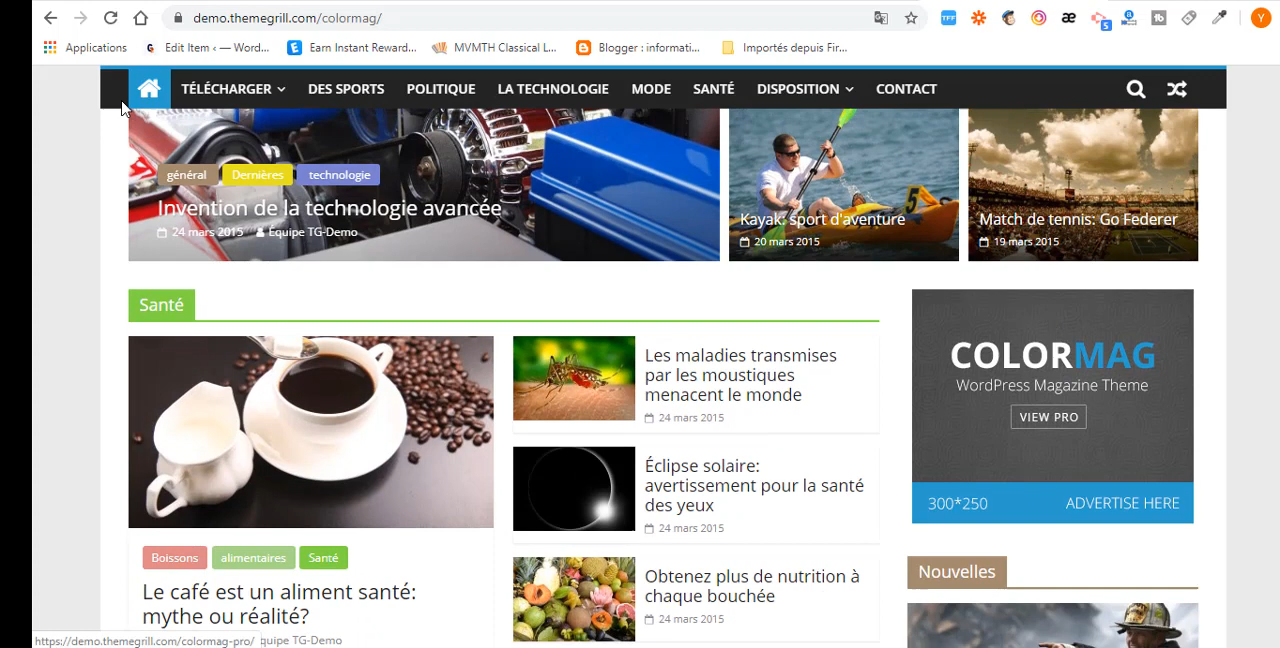 demo.themegrill.com/colormag/
TFF
æ
5
Y
Applications
Edit Item ‹ — Word...
Earn Instant Reward...
MVMTH Classical L...
Blogger : informati...
Importés depuis Fir...
TÉLÉCHARGER
DES SPORTS
POLITIQUE
LA TECHNOLOGIE
MODE
SANTÉ
DISPOSITION
CONTACT
général
Dernières
technologie
Invention de la technologie avancée
24 mars 2015
Équipe TG-Demo
5
Kayak: sport d'aventure
20 mars 2015
Match de tennis: Go Federer
19 mars 2015
Santé
Boissons
alimentaires
Santé
Le café est un aliment santé:
mythe ou réalité?
quipe TG-Demo
Les maladies transmises
par les moustiques
menacent le monde
24 mars 2015
Éclipse solaire:
avertissement pour la santé
des yeux
24 mars 2015
Obtenez plus de nutrition à
chaque bouchée
24 mars 2015
COLORMAG
WordPress Magazine Theme
VIEW PRO
300*250
ADVERTISE HERE
Nouvelles
https://demo.themegrill.com/colormag-pro/